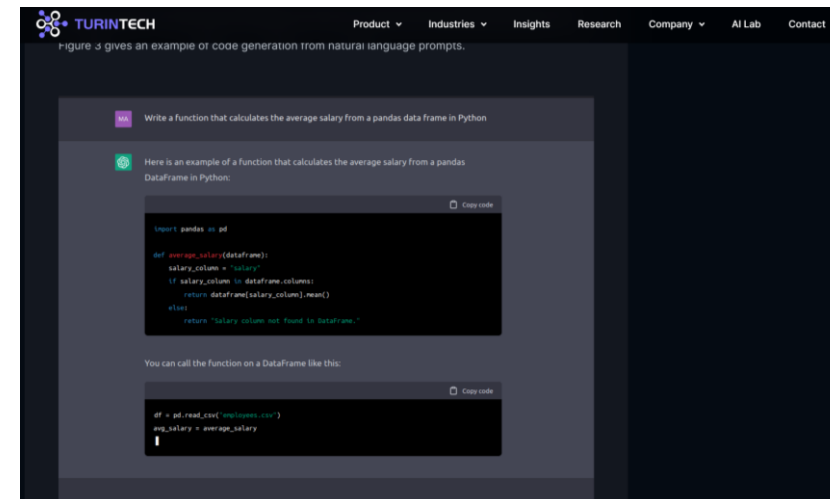 TURINTECH
Product Industries Insights Research Company AI Lab Contact
Figure 3 gives an example of code generation from natural language prompts.
MA
Write a function that calculates the average salary from a pandas data frame in Python
Here is an example of a function that calculates the average salary from a pandas
DataFrame in Python:
Copy code
import pandas as pd
def average_salary(dataframe):
salary_column = "salary"
if salary_column in dataframe.columns:
return dataframe[salary_column].mean()
else:
return "Salary column not found in DataFrame."
You can call the function on a DataFrame like this:
Copy code
df = pd.read_csv("employees.csv")
avg_salary = average_salary